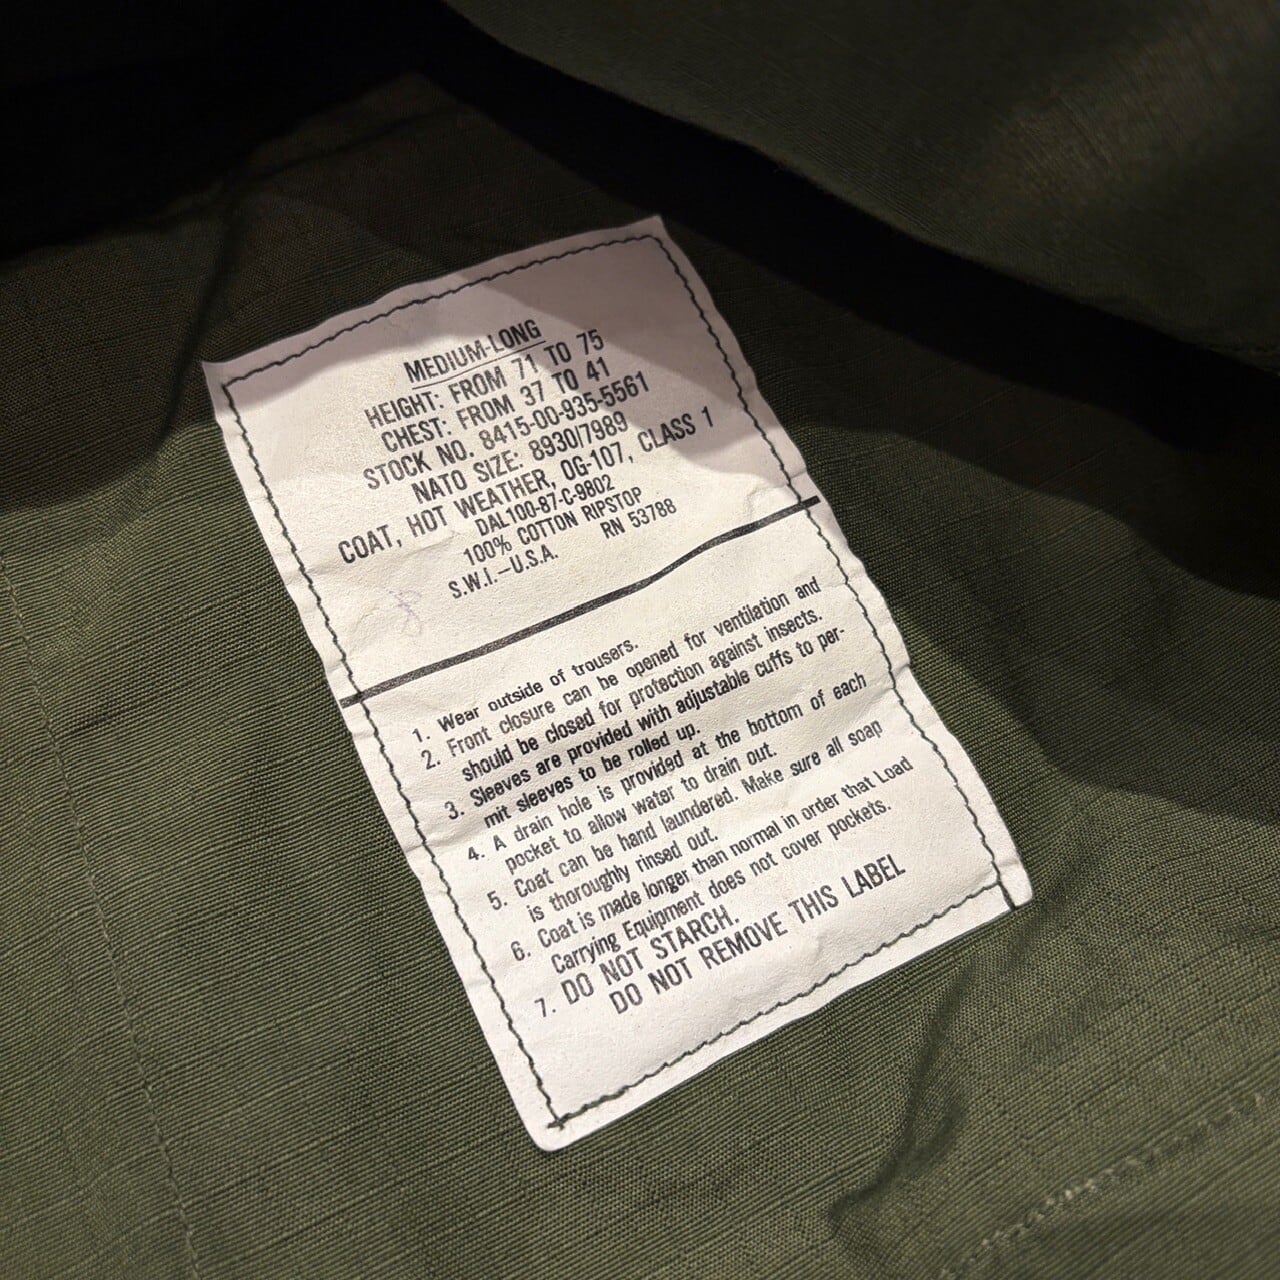 MEDIUM-LONG
HEIGHT: FROM 71 TO 75
CHEST: FROM 37 TO 41
STOCK NO. 8415-00-935-5561
NATO SIZE: 8930/7989
COAT, HOT WEATHER, OG-107, CLASS 1
DAL100-87-C-9802
100% COTTON RIPSTOP
S.W.I.–U.S.A. RN 53788
1. Wear outside of trousers.
2. Front closure can be opened for ventilation and
should be closed for protection against insects.
3. Sleeves are provided with adjustable cuffs to per-
mit sleeves to be rolled up.
4. A drain hole is provided at the bottom of each
pocket to allow water to drain out.
5. Coat can be hand laundered. Make sure all soap
is thoroughly rinsed out.
6. Coat is made longer than normal in order that Load
Carrying Equipment does not cover pockets.
7. DO NOT STARCH.
DO NOT REMOVE THIS LABEL